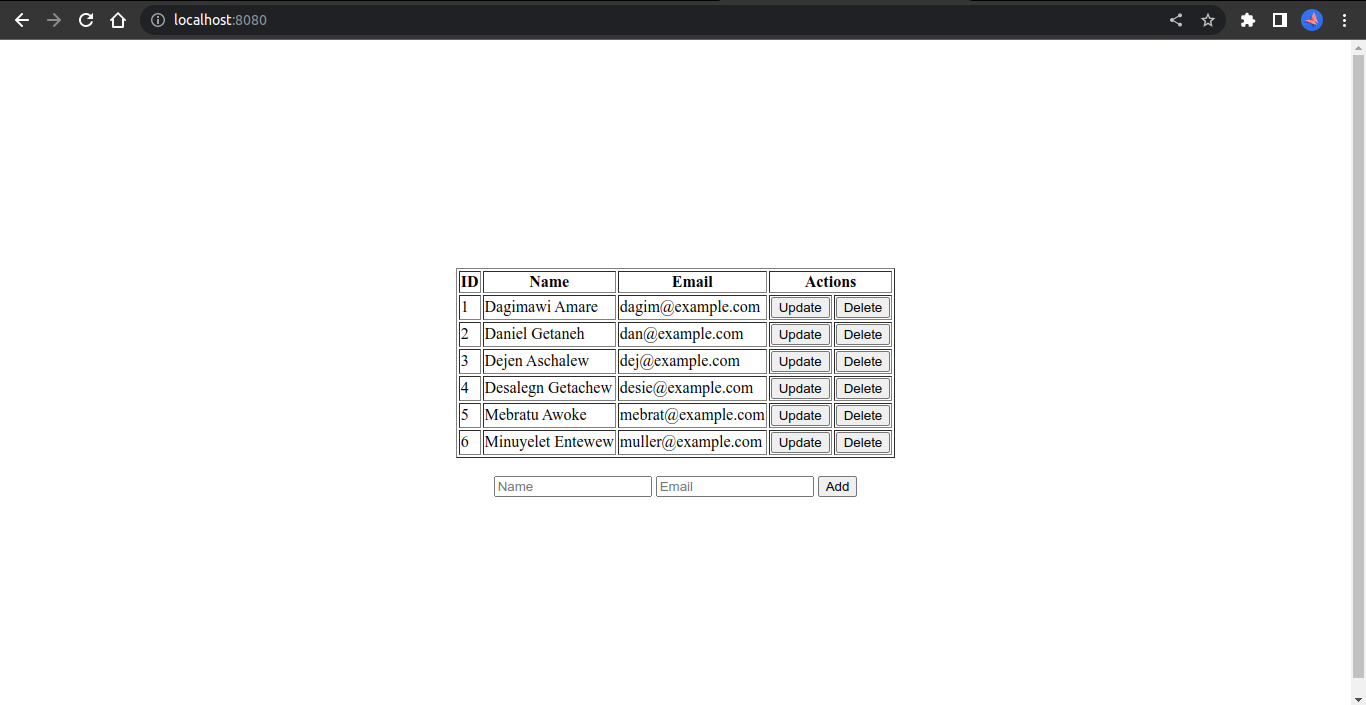 localhost:8080
ID Name Email Actions
1 Dagimawi Amare dagim@example.com Update Delete
2 Daniel Getaneh dan@example.com Update Delete
3 Dejen Aschalew dej@example.com Update Delete
4 Desalegn Getachew desie@example.com Update Delete
5 Mebratu Awoke mebrat@example.com Update Delete
6 Minuyelet Entewew muller@example.com Update Delete
Name Email Add